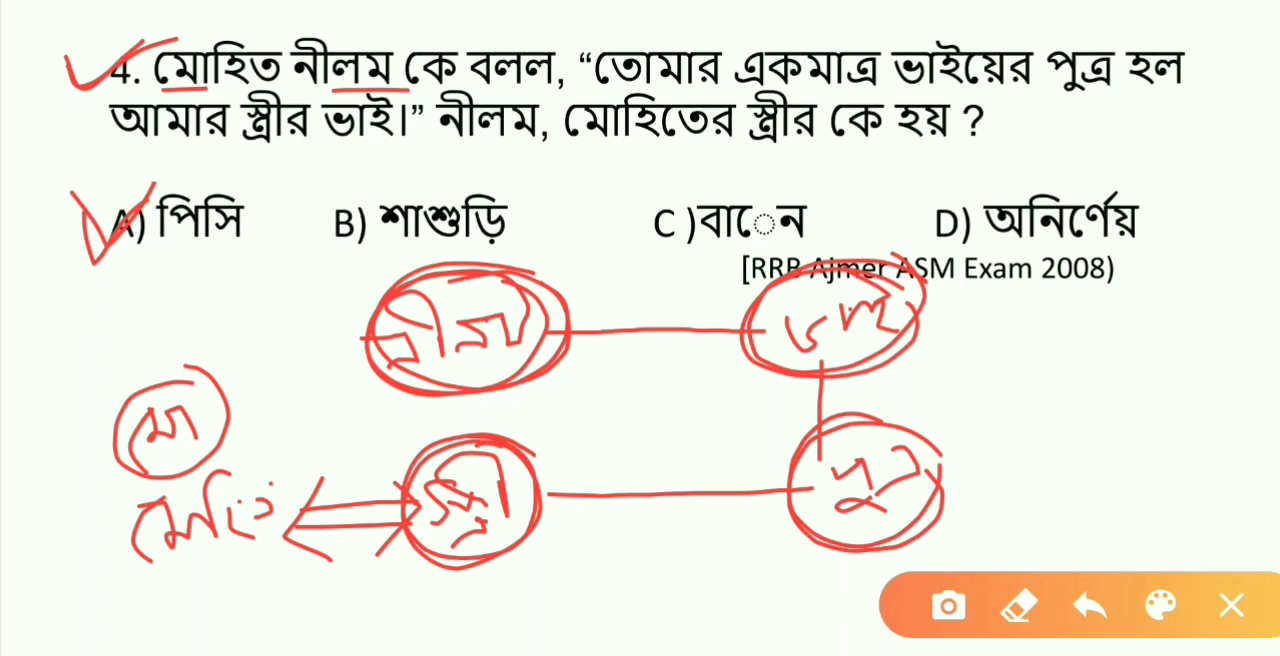 4. মোহিত নীলম কে বলল, “তোমার একমাত্র ভাইয়ের পুত্র হল
আমার স্ত্রীর ভাই।” নীলম, মোহিতের স্ত্রীর কে হয় ?
A) পিসি B) শাশুড়ি C )বােন D) অনির্ণেয়
[RRB Ajmer ASM Exam 2008)
মো
স্ত্রী পুত্র
মোহিত